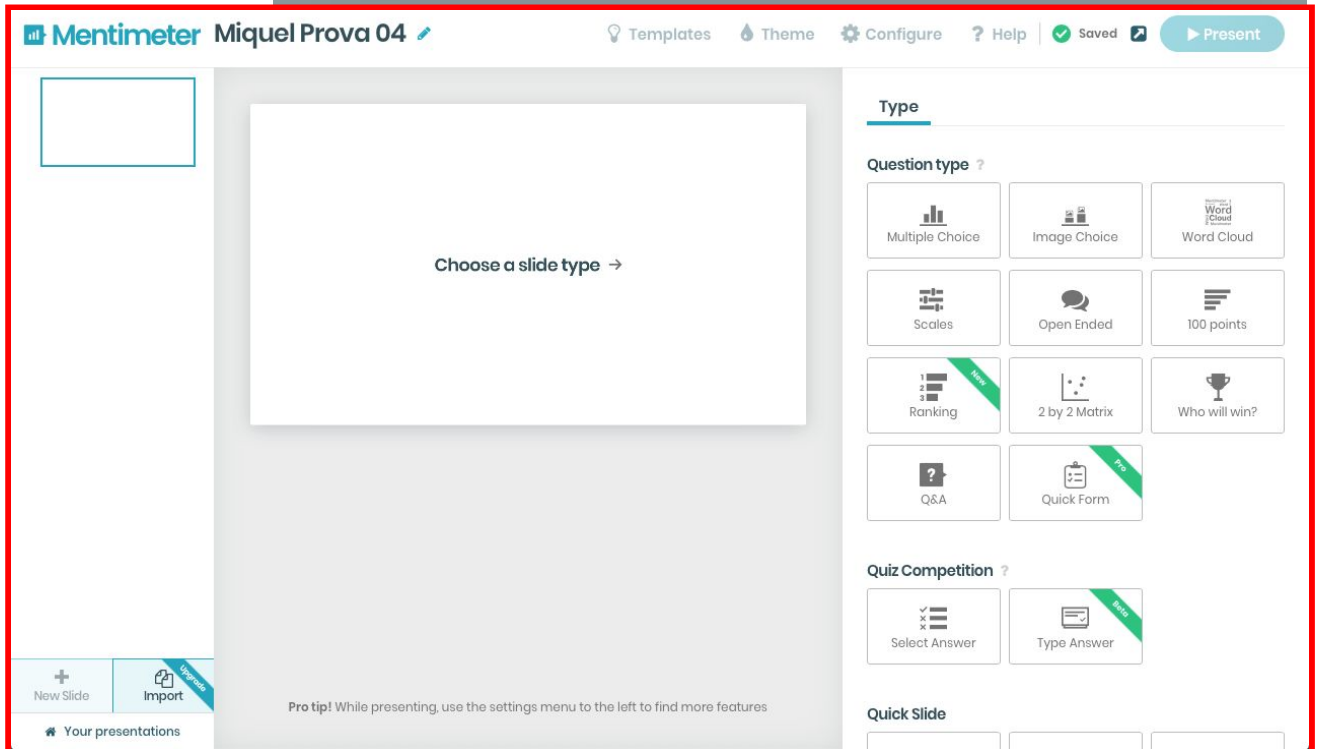 Mentimeter Miquel Prova 04 Templates Theme Configure ? Help Saved Present
Type
Question type ?
Multiple Choice Image Choice Word Cloud
Choose a slide type →
Scales Open Ended 100 points
New
1
2
3
Ranking 2 by 2 Matrix Who will win?
Pro
Q&A Quick Form
Quiz Competition ?
Beta
Select Answer Type Answer
Upgrade
New Slide Import
Pro tip! While presenting, use the settings menu to the left to find more features
Quick Slide
Your presentations